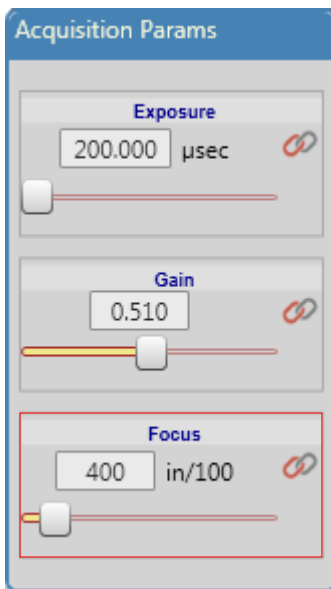 Acquisition Params
Exposure
200.000 µsec
Gain
0.510
Focus
400 in/100